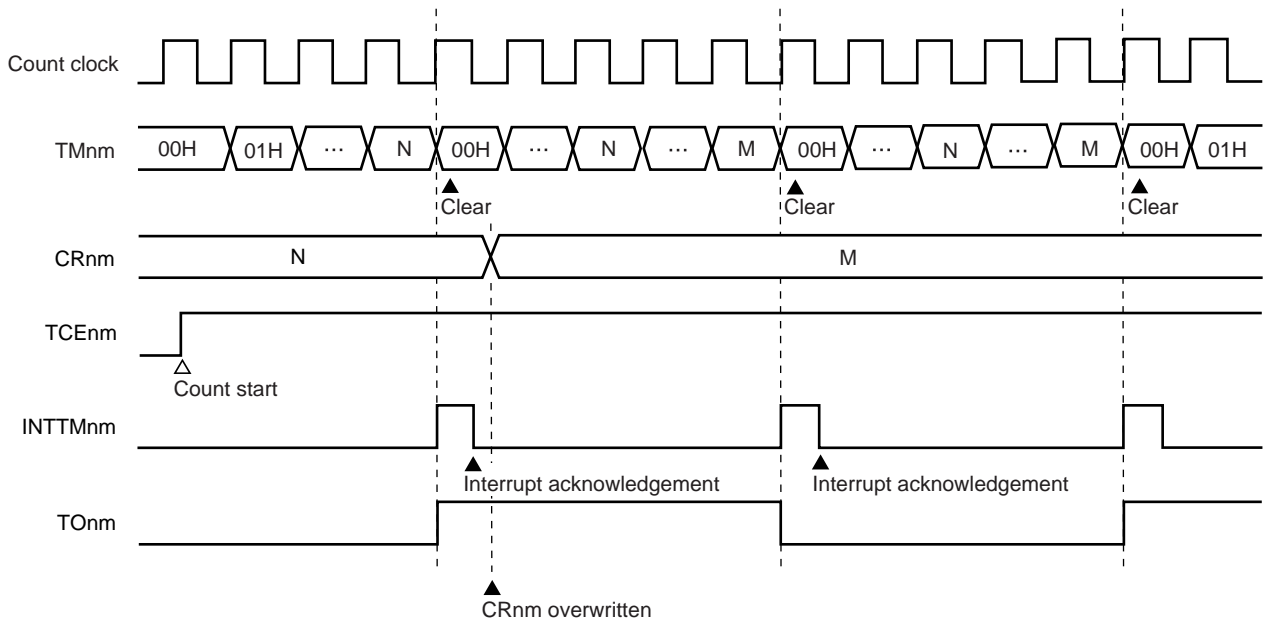 Count clock
TMnm 00H 01H ··· N 00H ··· N ··· M 00H ··· N ··· M 00H 01H
Clear Clear Clear
CRnm N M
TCEnm
Count start
INTTMnm
Interrupt acknowledgement Interrupt acknowledgement
TOnm
CRnm overwritten